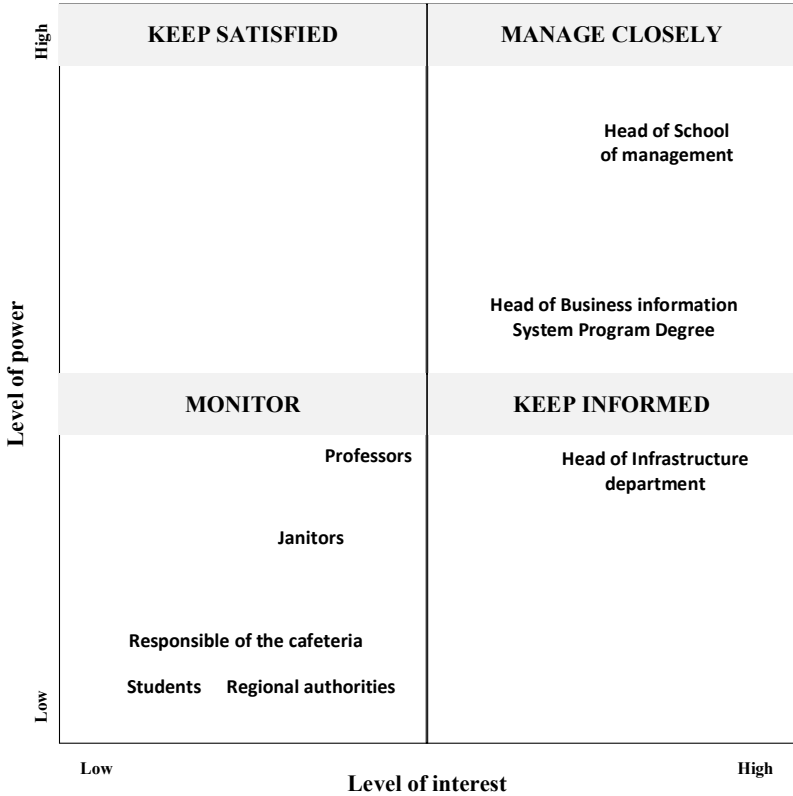 High
KEEP SATISFIED
MANAGE CLOSELY
Head of School
of management
Head of Business information
System Program Degree
Level of power
MONITOR
KEEP INFORMED
Professors
Head of Infrastructure
department
Janitors
Responsible of the cafeteria
Students
Regional authorities
Low
Low
High
Level of interest